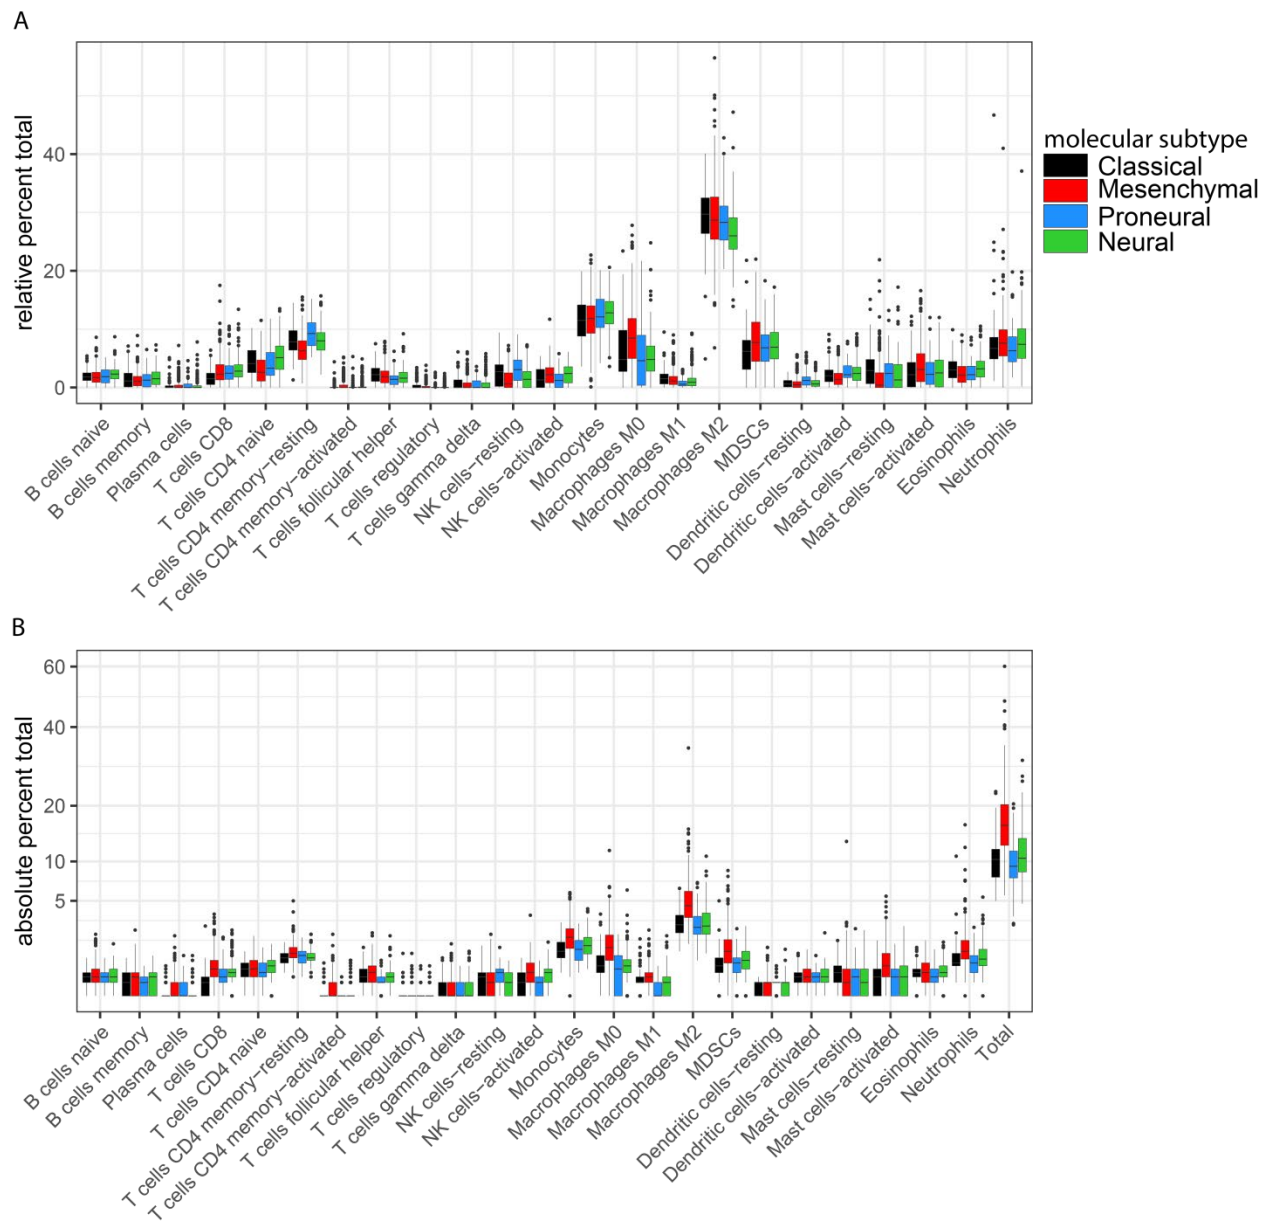 A
relative percent total
40
20
0
molecular subtype
Classical
Mesenchymal
Proneural
Neural
B cells naive
B cells memory
Plasma cells
T cells CD8
T cells CD4 naive
T cells CD4 memory−resting
T cells CD4 memory−activated
T cells follicular helper
T cells regulatory
T cells gamma delta
NK cells−resting
NK cells−activated
Monocytes
Macrophages M0
Macrophages M1
Macrophages M2
MDSCs
Dendritic cells−resting
Dendritic cells−activated
Mast cells−resting
Mast cells−activated
Eosinophils
Neutrophils
B
absolute percent total
60
40
20
10
5
B cells naive
B cells memory
Plasma cells
T cells CD8
T cells CD4 naive
T cells CD4 memory−resting
T cells CD4 memory−activated
T cells follicular helper
T cells regulatory
T cells gamma delta
NK cells−resting
NK cells−activated
Monocytes
Macrophages M0
Macrophages M1
Macrophages M2
MDSCs
Dendritic cells−resting
Dendritic cells−activated
Mast cells−resting
Mast cells−activated
Eosinophils
Neutrophils
Total